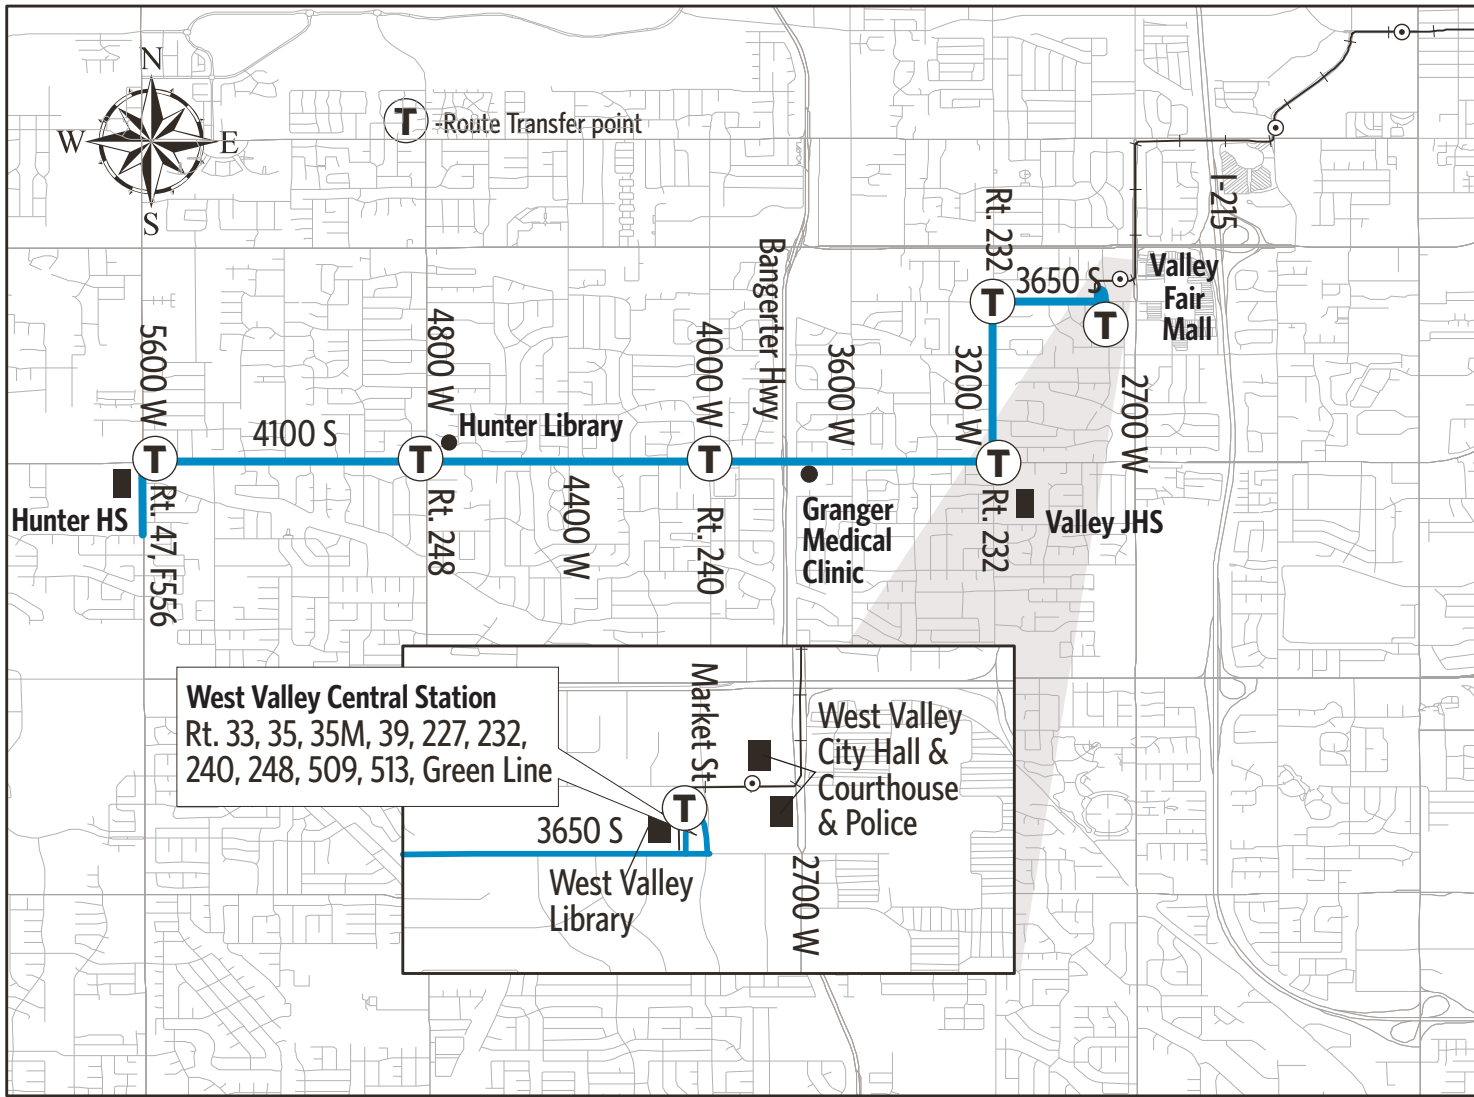 N
W
E
S
T
-Route Transfer point
I-215
Rt. 232
Bangerter Hwy
3650 S
Valley
Fair
Mall
T
T
5600 W
4800 W
4000 W
3600 W
3200 W
2700 W
4100 S
Hunter Library
T
T
T
T
Hunter HS
Rt. 47, F556
Rt. 248
4400 W
Rt. 240
Granger
Medical
Clinic
Rt. 232
Valley JHS
West Valley Central Station
Rt. 33, 35, 35M, 39, 227, 232,
240, 248, 509, 513, Green Line
Market St
West Valley
City Hall &
Courthouse
& Police
T
3650 S
West Valley
Library
2700 W